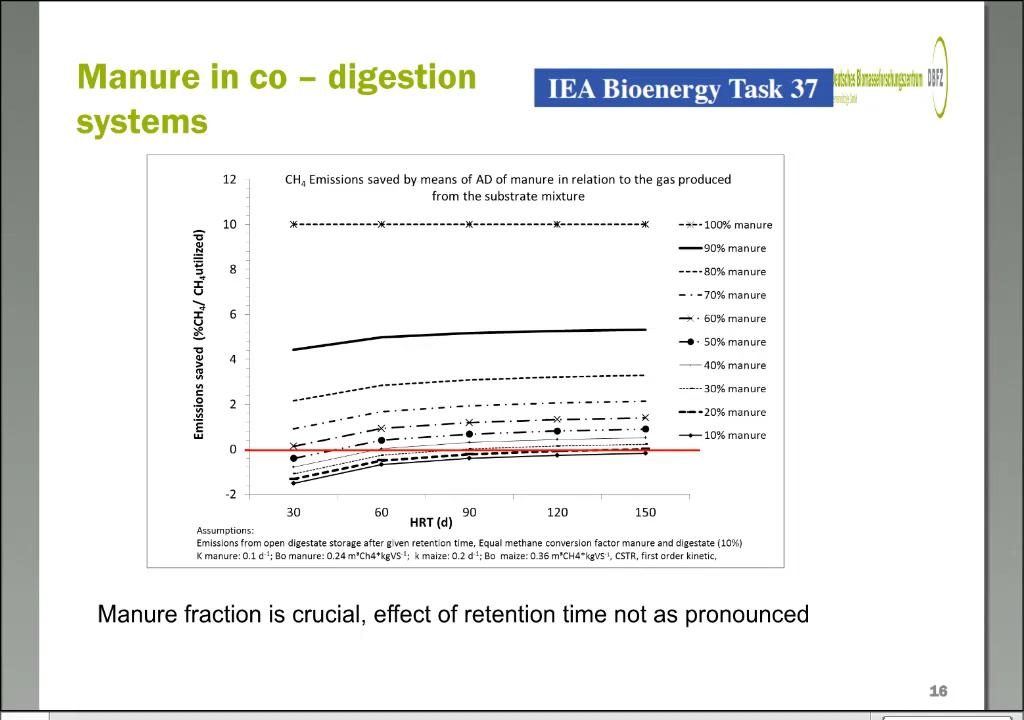 Manure in co – digestion
systems
IEA Bioenergy Task 37
Deutsches Biomasseforschungszentrum
DBFZ
CH4 Emissions saved by means of AD of manure in relation to the gas produced
from the substrate mixture
Emissions saved (%CH4/ CH4utilized)
12
10
8
6
4
2
0
-2
30 60 90 120 150
HRT (d)
100% manure
90% manure
80% manure
70% manure
60% manure
50% manure
40% manure
30% manure
20% manure
10% manure
Assumptions:
Emissions from open digestate storage after given retention time, Equal methane conversion factor manure and digestate (10%)
K manure: 0.1 d⁻¹; Bo manure: 0.24 m³Ch4*kgVS⁻¹; k maize: 0.2 d⁻¹; Bo maize: 0.36 m³CH4*kgVS⁻¹, CSTR, first order kinetic,
Manure fraction is crucial, effect of retention time not as pronounced
16